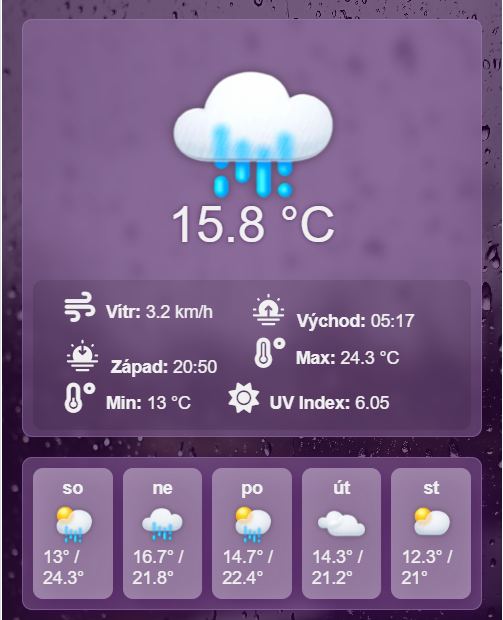 15.8 °C
Vítr: 3.2 km/h
Východ: 05:17
Západ: 20:50
Max: 24.3 °C
Min: 13 °C
UV Index: 6.05
so
13° /
24.3°
ne
16.7° /
21.8°
po
14.7° /
22.4°
út
14.3° /
21.2°
st
12.3° /
21°